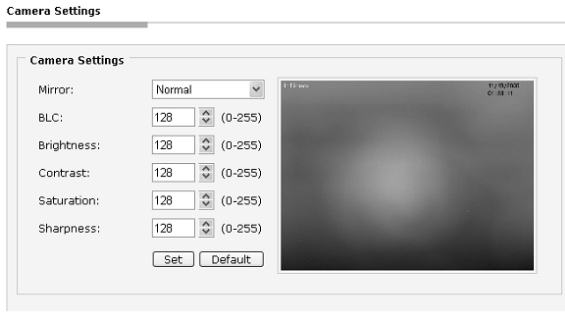 Camera Settings
Camera Settings
Mirror: Normal
BLC: 128 (0-255)
Brightness: 128 (0-255)
Contrast: 128 (0-255)
Saturation: 128 (0-255)
Sharpness: 128 (0-255)
Set Default